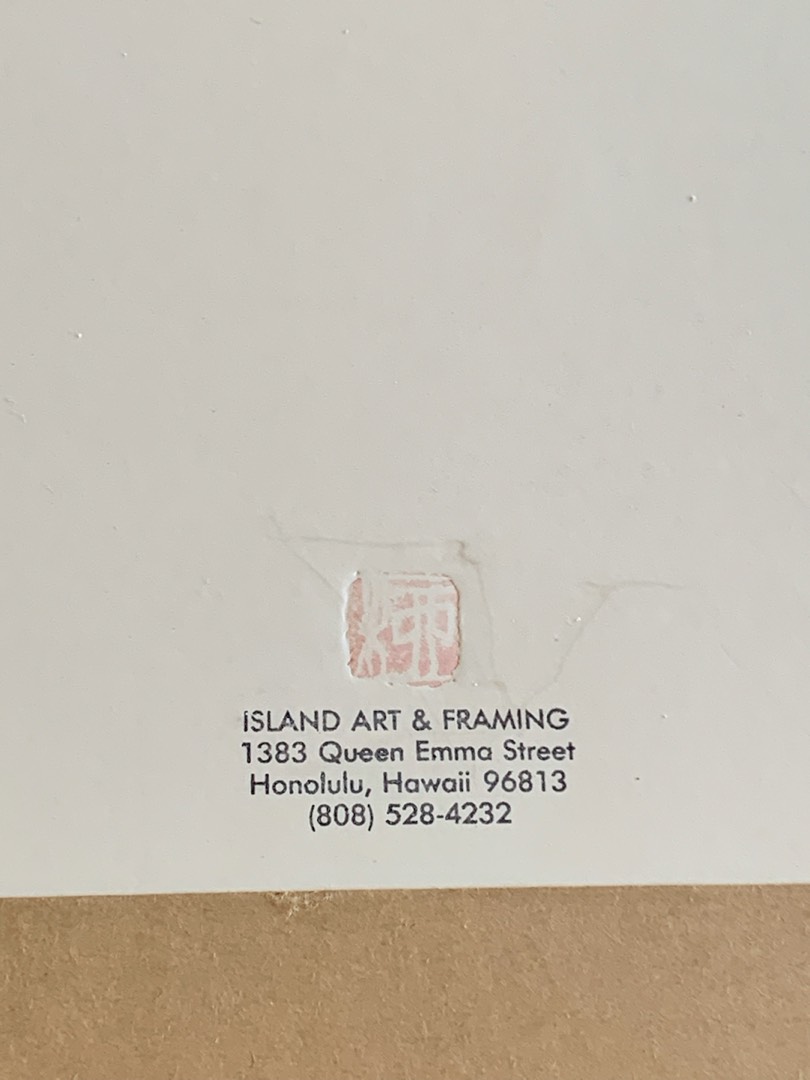 ISLAND ART & FRAMING
1383 Queen Emma Street
Honolulu, Hawaii 96813
(808) 528-4232